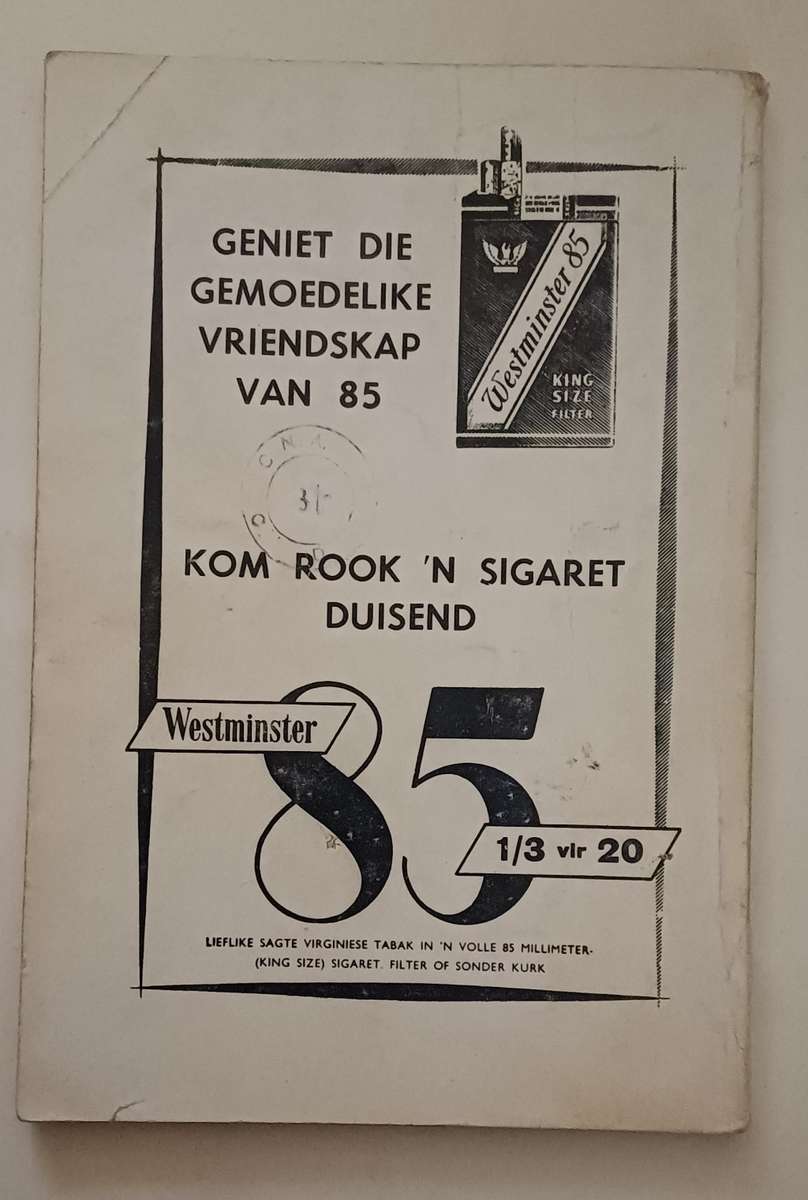 GENIET DIE
GEMOEDELIKE
VRIENDSKAP
VAN 85
Westminster 85
KING
SIZE
FILTER
C.N.A.
3/-
KOM ROOK 'N SIGARET
DUISEND
Westminster
85
1/3 vir 20
LIEFLIKE SAGTE VIRGINIESE TABAK IN 'N VOLLE 85 MILLIMETER-
(KING SIZE) SIGARET. FILTER OF SONDER KURK